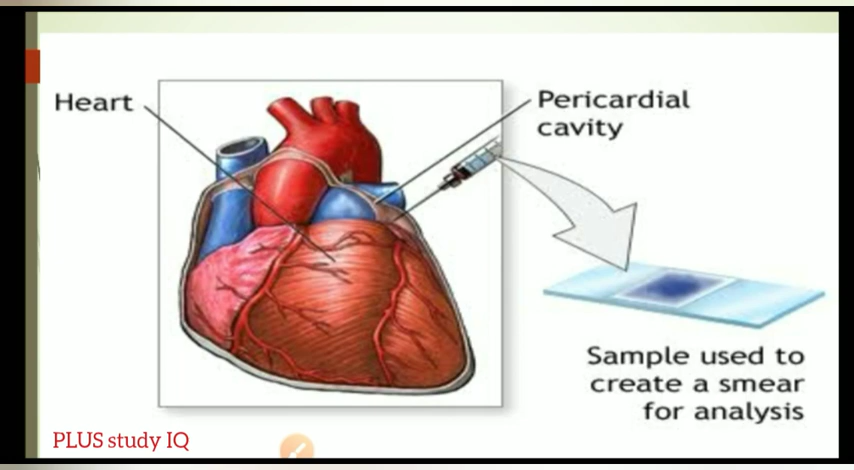 Heart
Pericardial
cavity
Sample used to
create a smear
for analysis
PLUS study IQ